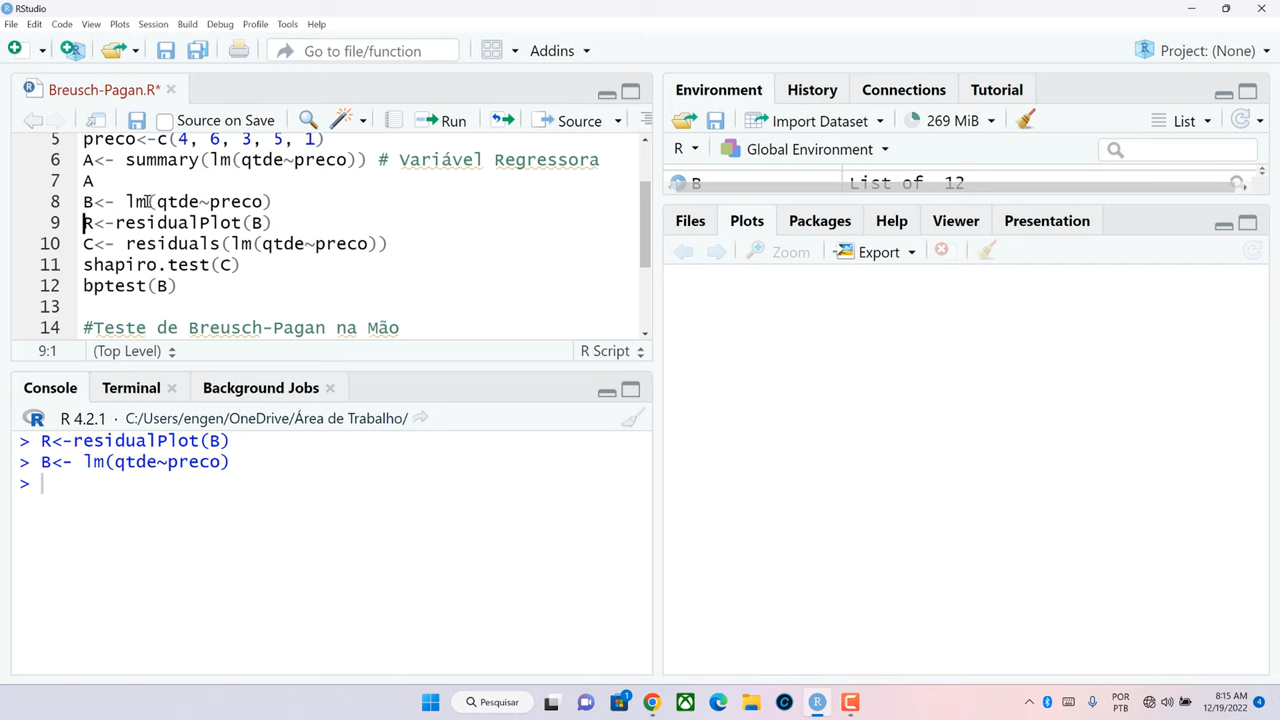 RStudio
File Edit Code View Plots Session Build Debug Profile Tools Help
Go to file/function Addins Project: (None)
Breusch-Pagan.R*
Source on Save Run Source
5 preco<-c(4, 6, 3, 5, 1)
6 A<- summary(lm(qtde~preco)) # Variável Regressora
7 A
8 B<- lm(qtde~preco)
9 R<-residualPlot(B)
10 C<- residuals(lm(qtde~preco))
11 shapiro.test(C)
12 bptest(B)
13
14 #Teste de Breusch-Pagan na Mão
9:1 (Top Level) R Script
Console Terminal Background Jobs
R 4.2.1 · C:/Users/engen/OneDrive/Área de Trabalho/
> R<-residualPlot(B)
> B<- lm(qtde~preco)
>
Environment History Connections Tutorial
Import Dataset 269 MiB List
R Global Environment
B List of 12
Files Plots Packages Help Viewer Presentation
Zoom Export
Pesquisar
POR
PTB
8:15 AM
12/19/2022